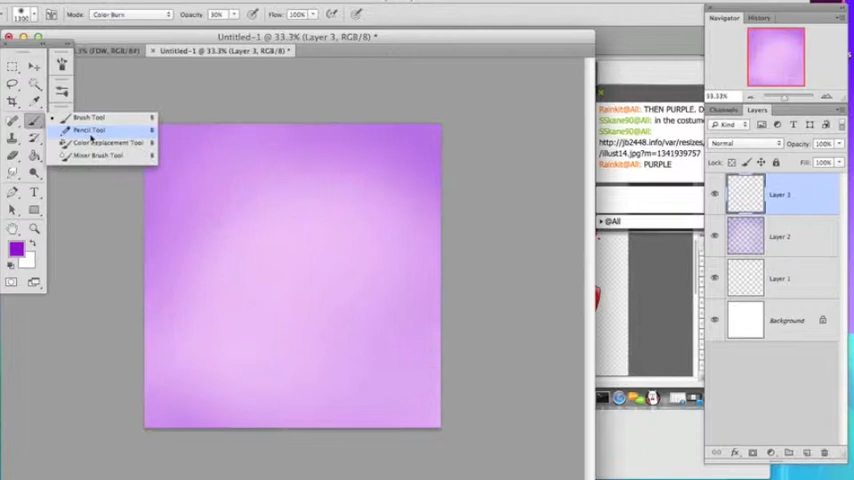 1300
Mode: Color Burn
Opacity: 30%
Flow: 100%
Untitled-1 @ 33.3% (Layer 3, RGB/8) *
.3% (FDW, RGB/8#)
× Untitled-1 @ 33.3% (Layer 3, RGB/8) *
Brush Tool B
Pencil Tool B
Color Replacement Tool B
Mixer Brush Tool B
T
Rainkit@All: THEN PURPLE. D
SSkane90@All: in the costume
SSkane90@All:
http://jb2448.info/var/resizes,
/illust14.jpg?m=1341939757
Rainkit@All: PURPLE
@All
Navigator History
33.33%
Channels Layers
Kind
T
Normal Opacity: 100%
Lock: Fill: 100%
Layer 3
Layer 2
Layer 1
Background
fx